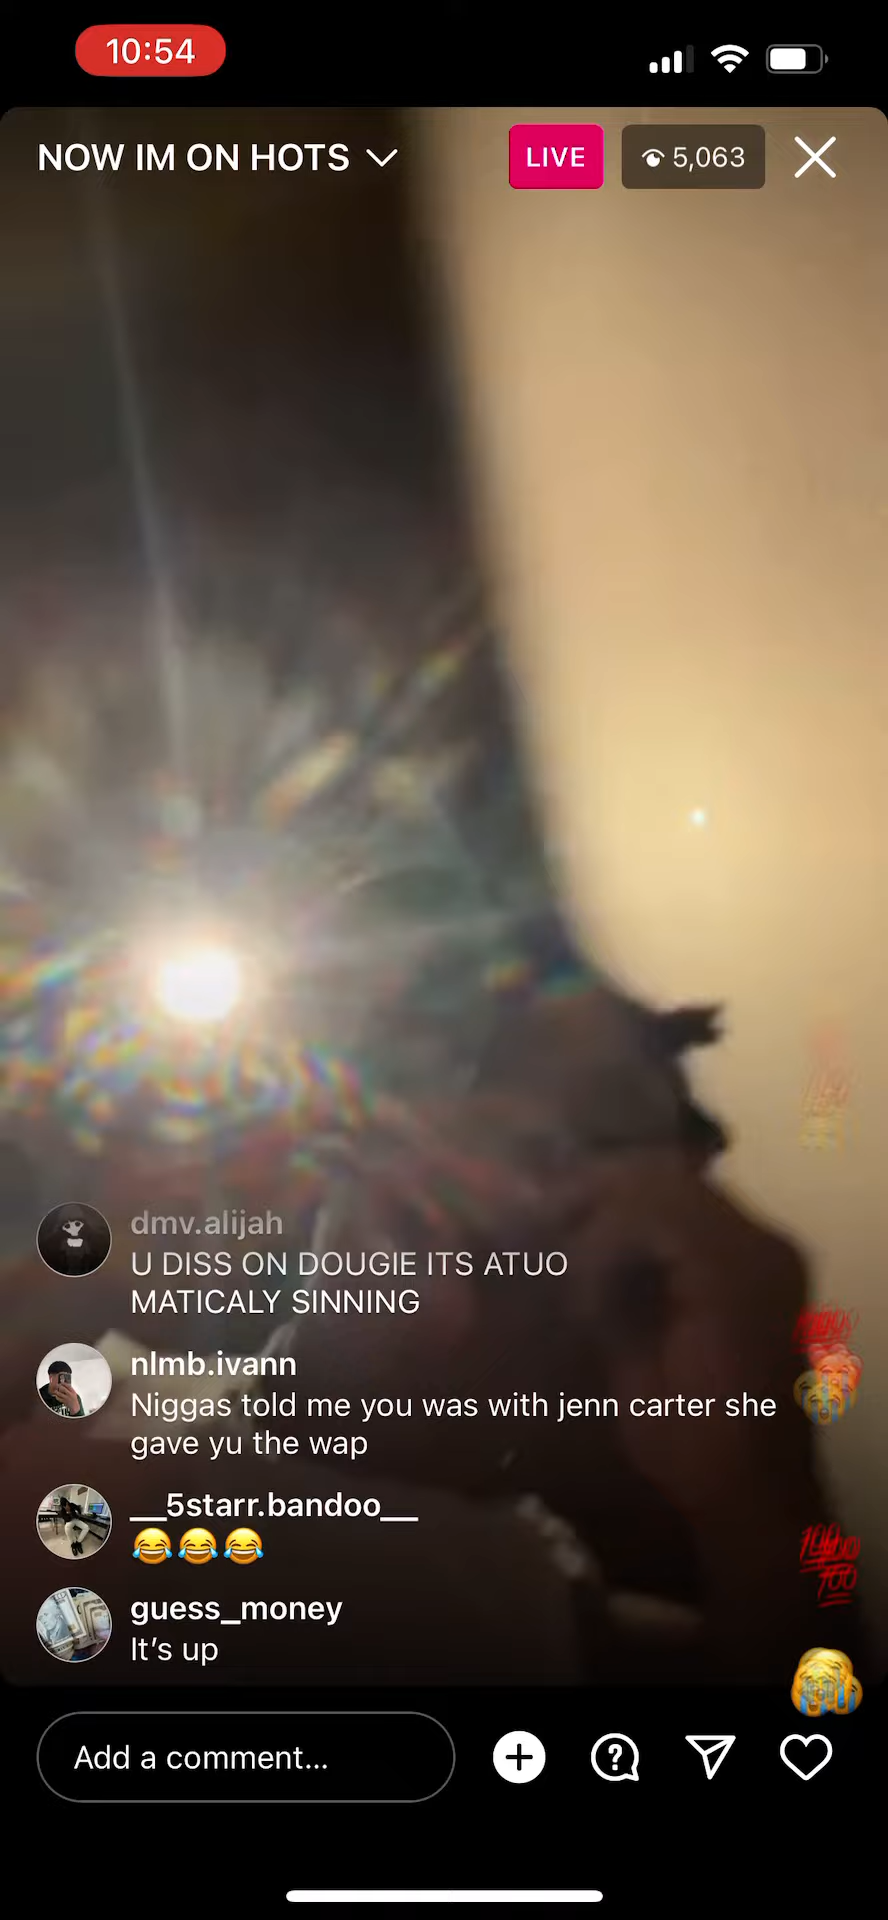 10:54
NOW IM ON HOTS
LIVE
5,063
dmv.alijah
U DISS ON DOUGIE ITS ATUO
MATICALY SINNING
nlmb.ivann
Niggas told me you was with jenn carter she
gave yu the wap
__5starr.bandoo__
😂😂😂
guess_money
It’s up
Add a comment...